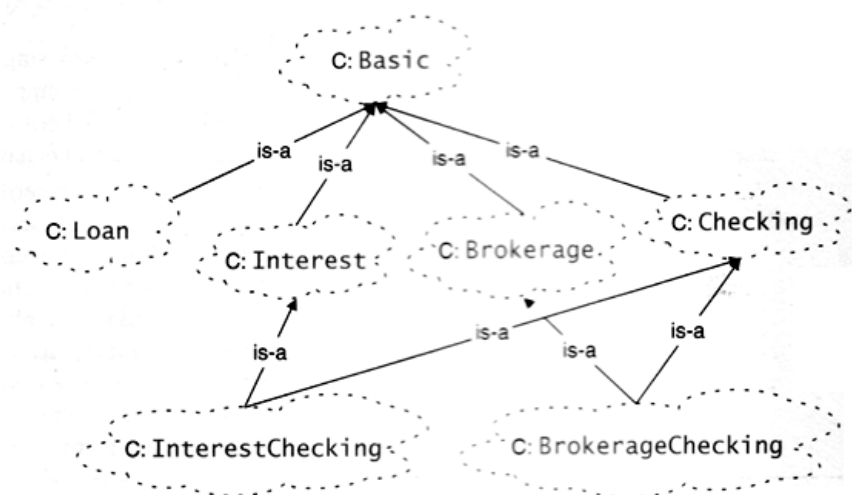 C: Basic
is-a
is-a
is-a
is-a
C: Loan
C: Interest
C: Brokerage
C: Checking
is-a
is-a
is-a
is-a
C: InterestChecking
C: BrokerageChecking